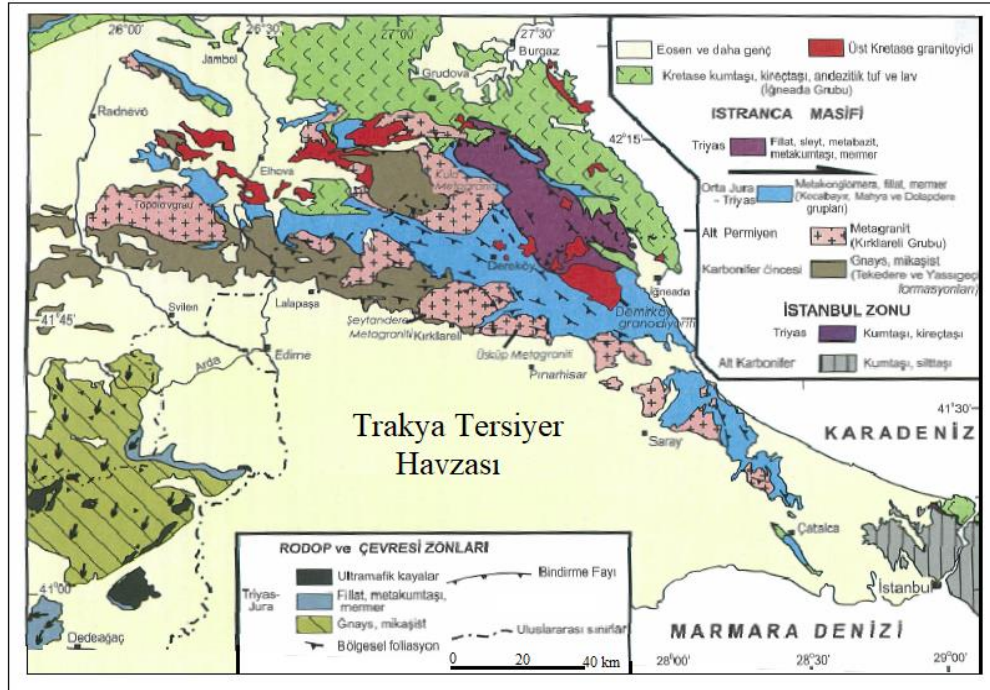 26°00'
26°30'
27°00'
27°30'
Jambol
Burgaz
Grudova
Radnevo
42°15'
Elhova
Kula
Metagraniti
Topolovgrad
Dereköy
İğneada
Demirköy
granodiyoriti
Svilen
Lalapaşa
41°45'
Şeytandere
Metagraniti
Kırklareli
Edirne
Arda
Üsküp Metagraniti
Pınarhisar
41°30'
KARADENİZ
Saray
Trakya Tersiyer
Havzası
Çatalca
İstanbul
41°00
Dedeağaç
MARMARA DENİZİ
28°00'
28°30'
29°00'
Eosen ve daha genç
Üst Kretase granitoyidi
Kretase kumtaşı, kireçtaşı, andezitik tuf ve lav
(İğneada Grubu)
ISTRANCA MASİFİ
Triyas
Fillat, sleyt, metabazit,
metakumtaşı, mermer
Orta Jura
- Triyas
Metakonglomera, fillat, mermer
(Kocabayır, Mahya ve Dolapdere
grupları)
Alt Permiyen
Metagranit
(Kırklareli Grubu)
Karbonifer öncesi
Gnays, mikaşist
(Tekedere ve Yassıgeçi
formasyonları)
İSTANBUL ZONU
Triyas
Kumtaşı, kireçtaşı
Alt Karbonifer
Kumtaşı, silttaşı
RODOP ve ÇEVRESİ ZONLARI
Ultramafik kayalar
Bindirme Fayı
Triyas-
Jura
Fillat, metakumtaşı,
mermer
Gnays, mikaşist
Uluslararası sınırlar
Bölgesel foliasyon
0 20 40 km